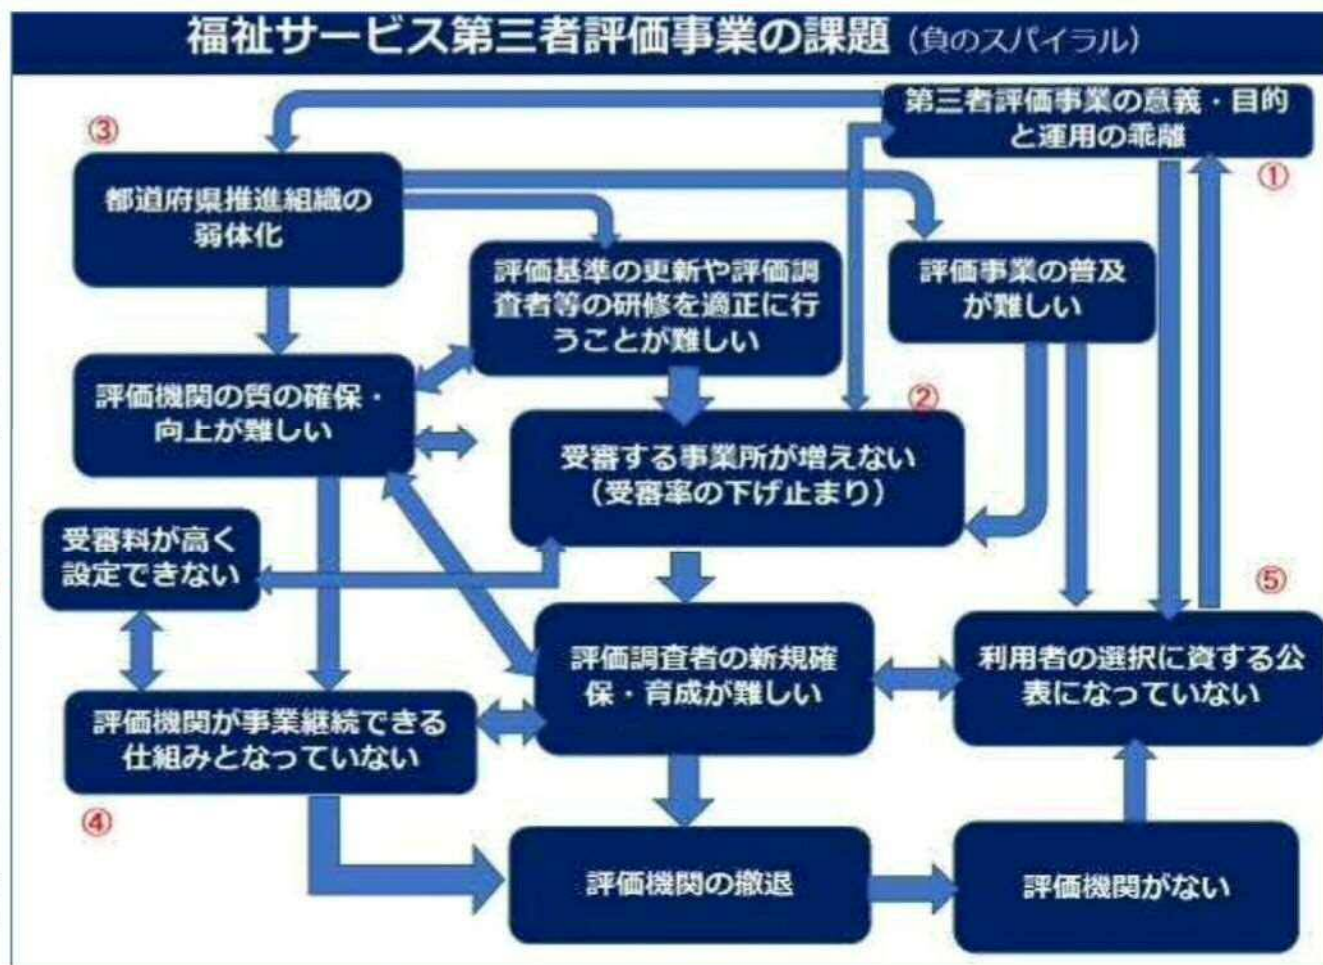 福祉サービス第三者評価事業の課題(負のスパイラル)
第三者評価事業の意義・目的
と運用の乖離
①
③
都道府県推進組織の
弱体化
評価基準の更新や評価調
査者等の研修を適正に行
うことが難しい
評価事業の普及
が難しい
評価機関の質の確保・
向上が難しい
②
受審する事業所が増えない
(受審率の下げ止まり)
受審料が高く
設定できない
⑤
評価調査者の新規確
保・育成が難しい
利用者の選択に資する公
表になっていない
評価機関が事業継続できる
仕組みとなっていない
④
評価機関の撤退
評価機関がない